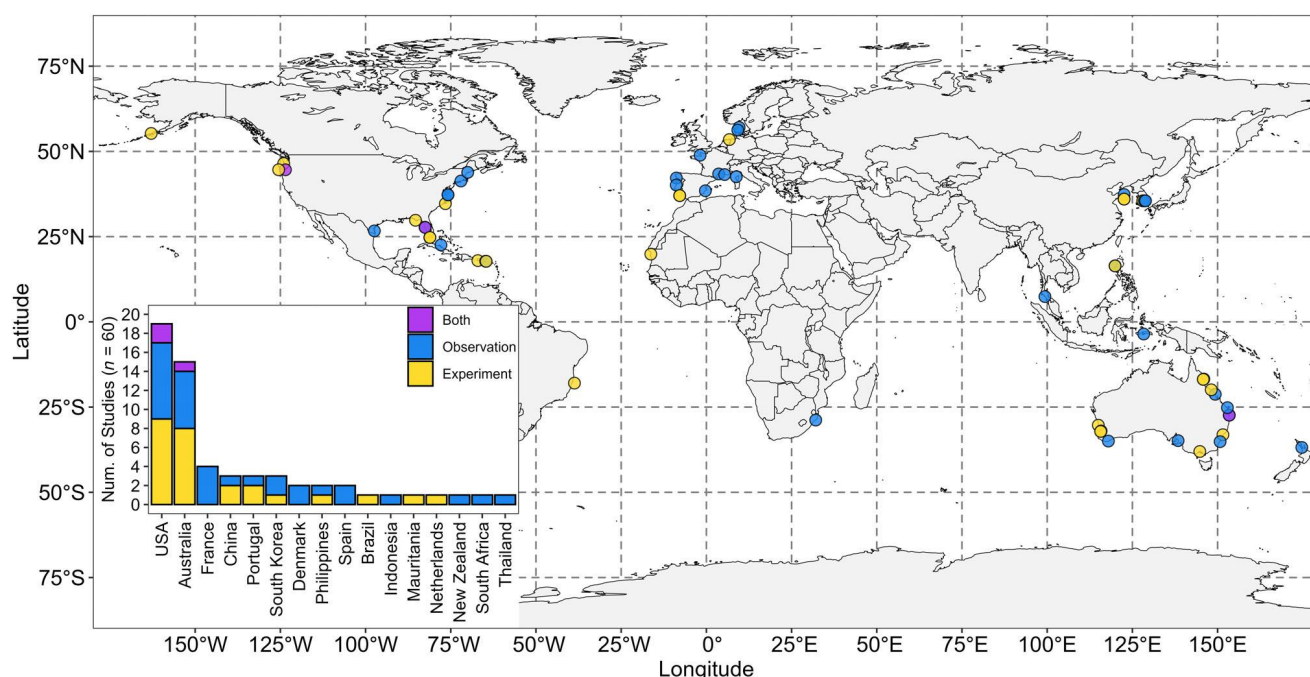 75°N
50°N
25°N
0°
25°S
50°S
75°S
Latitude
150°W
125°W
100°W
75°W
50°W
25°W
0°
25°E
50°E
75°E
100°E
125°E
150°E
Longitude
Num. of Studies (n = 60)
20
18
16
14
12
10
8
6
4
2
0
Both
Observation
Experiment
USA
Australia
France
China
Portugal
South Korea
Denmark
Philippines
Spain
Brazil
Indonesia
Mauritania
Netherlands
New Zealand
South Africa
Thailand